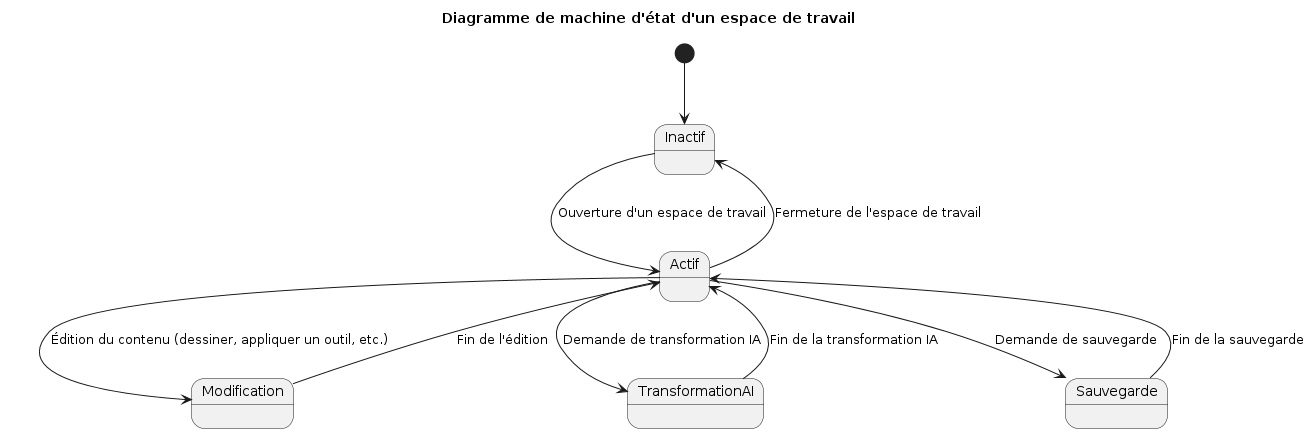 Diagramme de machine d'état d'un espace de travail
Inactif
Ouverture d'un espace de travail
Fermeture de l'espace de travail
Actif
Édition du contenu (dessiner, appliquer un outil, etc.)
Fin de l'édition
Demande de transformation IA
Fin de la transformation IA
Demande de sauvegarde
Fin de la sauvegarde
Modification
TransformationAI
Sauvegarde